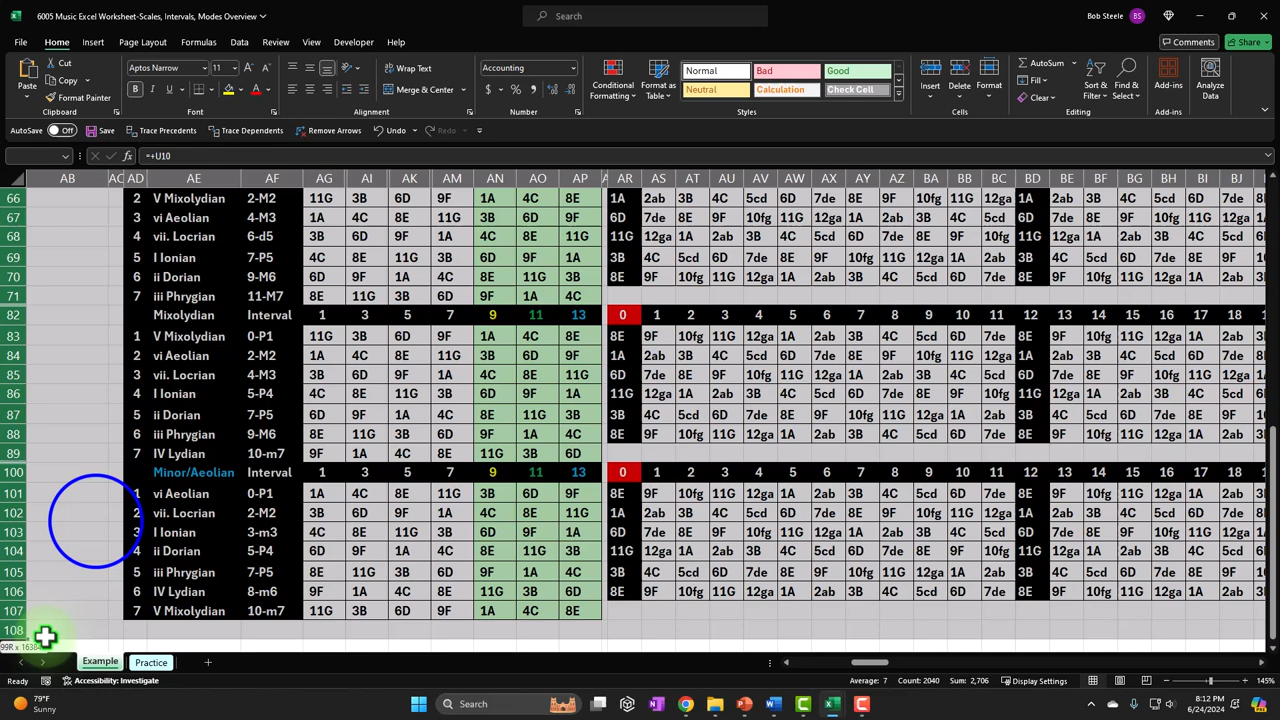 6005 Music Excel Worksheet-Scales, Intervals, Modes Overview
Search
Bob Steele
BS
File Home Insert Draw Page Layout Formulas Data Review View Developer Help
Comments
Share
Paste
Cut
Copy
Format Painter
Clipboard
Aptos Narrow 11
B I U
Font
Wrap Text
Merge & Center
Alignment
Accounting
$ % ,
Number
Conditional Formatting
Format as Table
Normal Bad Good
Neutral Calculation Check Cell
Styles
Insert Delete Format
Cells
AutoSum
Fill
Clear
Sort & Filter
Find & Select
Editing
Add-ins
Add-ins
Analyze Data
AutoSave Off Save Trace Precedents Trace Dependents Remove Arrows Undo Redo
fx =+U10
AB AC AD AE AF AG AI AK AM AN AO AP AR AS AT AU AV AW AX AY AZ BA BB BC BD BE BF BG BH BI BJ
66 2 V Mixolydian 2-M2 11G 3B 6D 9F 1A 4C 8E 1A 2ab 3B 4C 5cd 6D 7de 8E 9F 10fg 11G 12ga 1A 2ab 3B 4C 5cd 6D 7de
67 3 vi Aeolian 4-M3 1A 4C 8E 11G 3B 6D 9F 6D 7de 8E 9F 10fg 11G 12ga 1A 2ab 3B 4C 5cd 6D 7de 8E 9F 10fg 11G 12ga
68 4 vii. Locrian 6-d5 3B 6D 9F 1A 4C 8E 11G 11G 12ga 1A 2ab 3B 4C 5cd 6D 7de 8E 9F 10fg 11G 12ga 1A 2ab 3B 4C 5cd
69 5 I Ionian 7-P5 4C 8E 11G 3B 6D 9F 1A 3B 4C 5cd 6D 7de 8E 9F 10fg 11G 12ga 1A 2ab 3B 4C 5cd 6D 7de 8E 9F
70 6 ii Dorian 9-M6 6D 9F 1A 4C 8E 11G 3B 8E 9F 10fg 11G 12ga 1A 2ab 3B 4C 5cd 6D 7de 8E 9F 10fg 11G 12ga 1A 2ab
71 7 iii Phrygian 11-M7 8E 11G 3B 6D 9F 1A 4C
82 Mixolydian Interval 1 3 5 7 9 11 13 0 1 2 3 4 5 6 7 8 9 10 11 12 13 14 15 16 17 18
83 1 V Mixolydian 0-P1 11G 3B 6D 9F 1A 4C 8E 8E 9F 10fg 11G 12ga 1A 2ab 3B 4C 5cd 6D 7de 8E 9F 10fg 11G 12ga 1A 2ab
84 2 vi Aeolian 2-M2 1A 4C 8E 11G 3B 6D 9F 1A 2ab 3B 4C 5cd 6D 7de 8E 9F 10fg 11G 12ga 1A 2ab 3B 4C 5cd 6D 7de
85 3 vii. Locrian 4-M3 3B 6D 9F 1A 4C 8E 11G 6D 7de 8E 9F 10fg 11G 12ga 1A 2ab 3B 4C 5cd 6D 7de 8E 9F 10fg 11G 12ga
86 4 I Ionian 5-P4 4C 8E 11G 3B 6D 9F 1A 11G 12ga 1A 2ab 3B 4C 5cd 6D 7de 8E 9F 10fg 11G 12ga 1A 2ab 3B 4C 5cd
87 5 ii Dorian 7-P5 6D 9F 1A 4C 8E 11G 3B 3B 4C 5cd 6D 7de 8E 9F 10fg 11G 12ga 1A 2ab 3B 4C 5cd 6D 7de 8E 9F
88 6 iii Phrygian 9-M6 8E 11G 3B 6D 9F 1A 4C 8E 9F 10fg 11G 12ga 1A 2ab 3B 4C 5cd 6D 7de 8E 9F 10fg 11G 12ga 1A 2ab
89 7 IV Lydian 10-m7 9F 1A 4C 8E 11G 3B 6D
100 Minor/Aeolian Interval 1 3 5 7 9 11 13 0 1 2 3 4 5 6 7 8 9 10 11 12 13 14 15 16 17 18
101 1 vi Aeolian 0-P1 1A 4C 8E 11G 3B 6D 9F 8E 9F 10fg 11G 12ga 1A 2ab 3B 4C 5cd 6D 7de 8E 9F 10fg 11G 12ga 1A 2ab
102 2 vii. Locrian 2-M2 3B 6D 9F 1A 4C 8E 11G 1A 2ab 3B 4C 5cd 6D 7de 8E 9F 10fg 11G 12ga 1A 2ab 3B 4C 5cd 6D 7de
103 3 I Ionian 3-m3 4C 8E 11G 3B 6D 9F 1A 6D 7de 8E 9F 10fg 11G 12ga 1A 2ab 3B 4C 5cd 6D 7de 8E 9F 10fg 11G 12ga
104 4 ii Dorian 5-P4 6D 9F 1A 4C 8E 11G 3B 11G 12ga 1A 2ab 3B 4C 5cd 6D 7de 8E 9F 10fg 11G 12ga 1A 2ab 3B 4C 5cd
105 5 iii Phrygian 7-P5 8E 11G 3B 6D 9F 1A 4C 3B 4C 5cd 6D 7de 8E 9F 10fg 11G 12ga 1A 2ab 3B 4C 5cd 6D 7de 8E 9F
106 6 IV Lydian 8-m6 9F 1A 4C 8E 11G 3B 6D 8E 9F 10fg 11G 12ga 1A 2ab 3B 4C 5cd 6D 7de 8E 9F 10fg 11G 12ga 1A 2ab
107 7 V Mixolydian 10-m7 11G 3B 6D 9F 1A 4C 8E
108
Example Practice
Ready Accessibility: Investigate Average: 7 Count: 2040 Sum: 2,706 Display Settings 145%
79°F
Sunny
Search
8:12 PM
6/24/2024